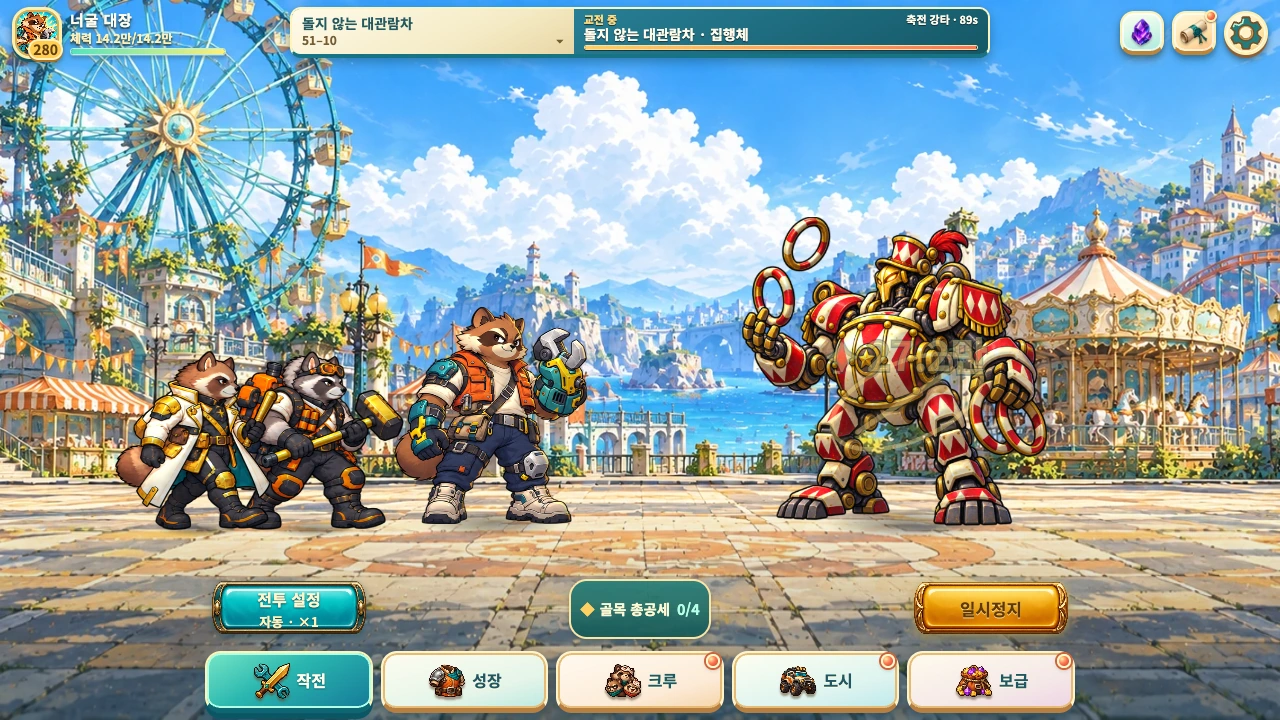 너굴 대장
체력 14.2만/14.2만
280
돌지 않는 대관람차
51-10
교전 중
축전 강타 · 89s
돌지 않는 대관람차 · 집행체
전투 설정
자동 · ×1
골목 총공세 0/4
일시정지
작전
성장
크루
도시
보급